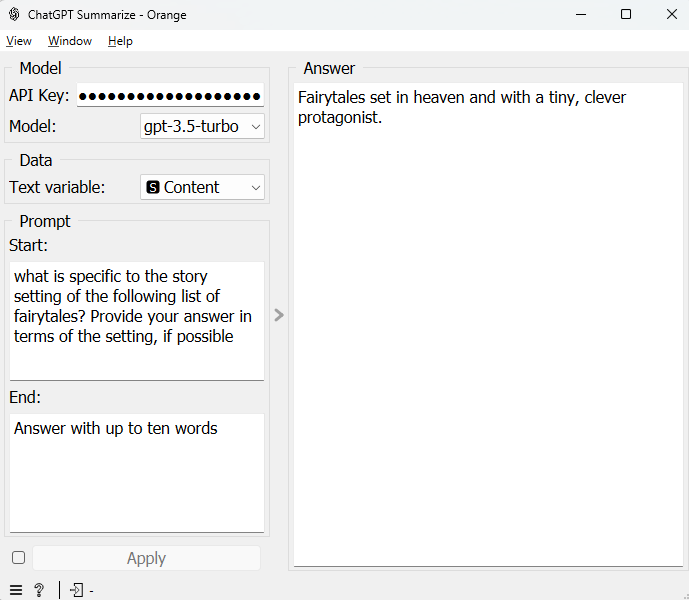 ChatGPT Summarize - Orange
View Window Help
Model
API Key: ●●●●●●●●●●●●●●●●●●●
Model: gpt-3.5-turbo
Data
Text variable: S Content
Prompt
Start:
what is specific to the story
setting of the following list of
fairytales? Provide your answer in
terms of the setting, if possible
End:
Answer with up to ten words
Apply
? -
Answer
Fairytales set in heaven and with a tiny, clever
protagonist.